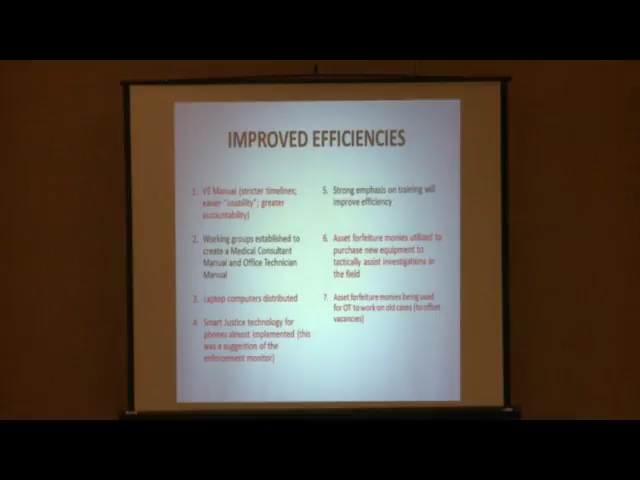 IMPROVED EFFICIENCIES
1. VE Manual (stricter timelines;
easier "usability"; greater
accountability)
2. Working groups established to
create a Medical Consultant
Manual and Office Technician
Manual
3. Laptop computers distributed
4. Smart Justice technology for
phones almost implemented (this
was a suggestion of the
enforcement monitor)
5. Strong emphasis on training will
improve efficiency
6. Asset forfeiture monies utilized to
purchase new equipment to
tactically assist investigations in
the field
7. Asset forfeiture monies being used
for OT to work on old cases (to offset
vacancies)